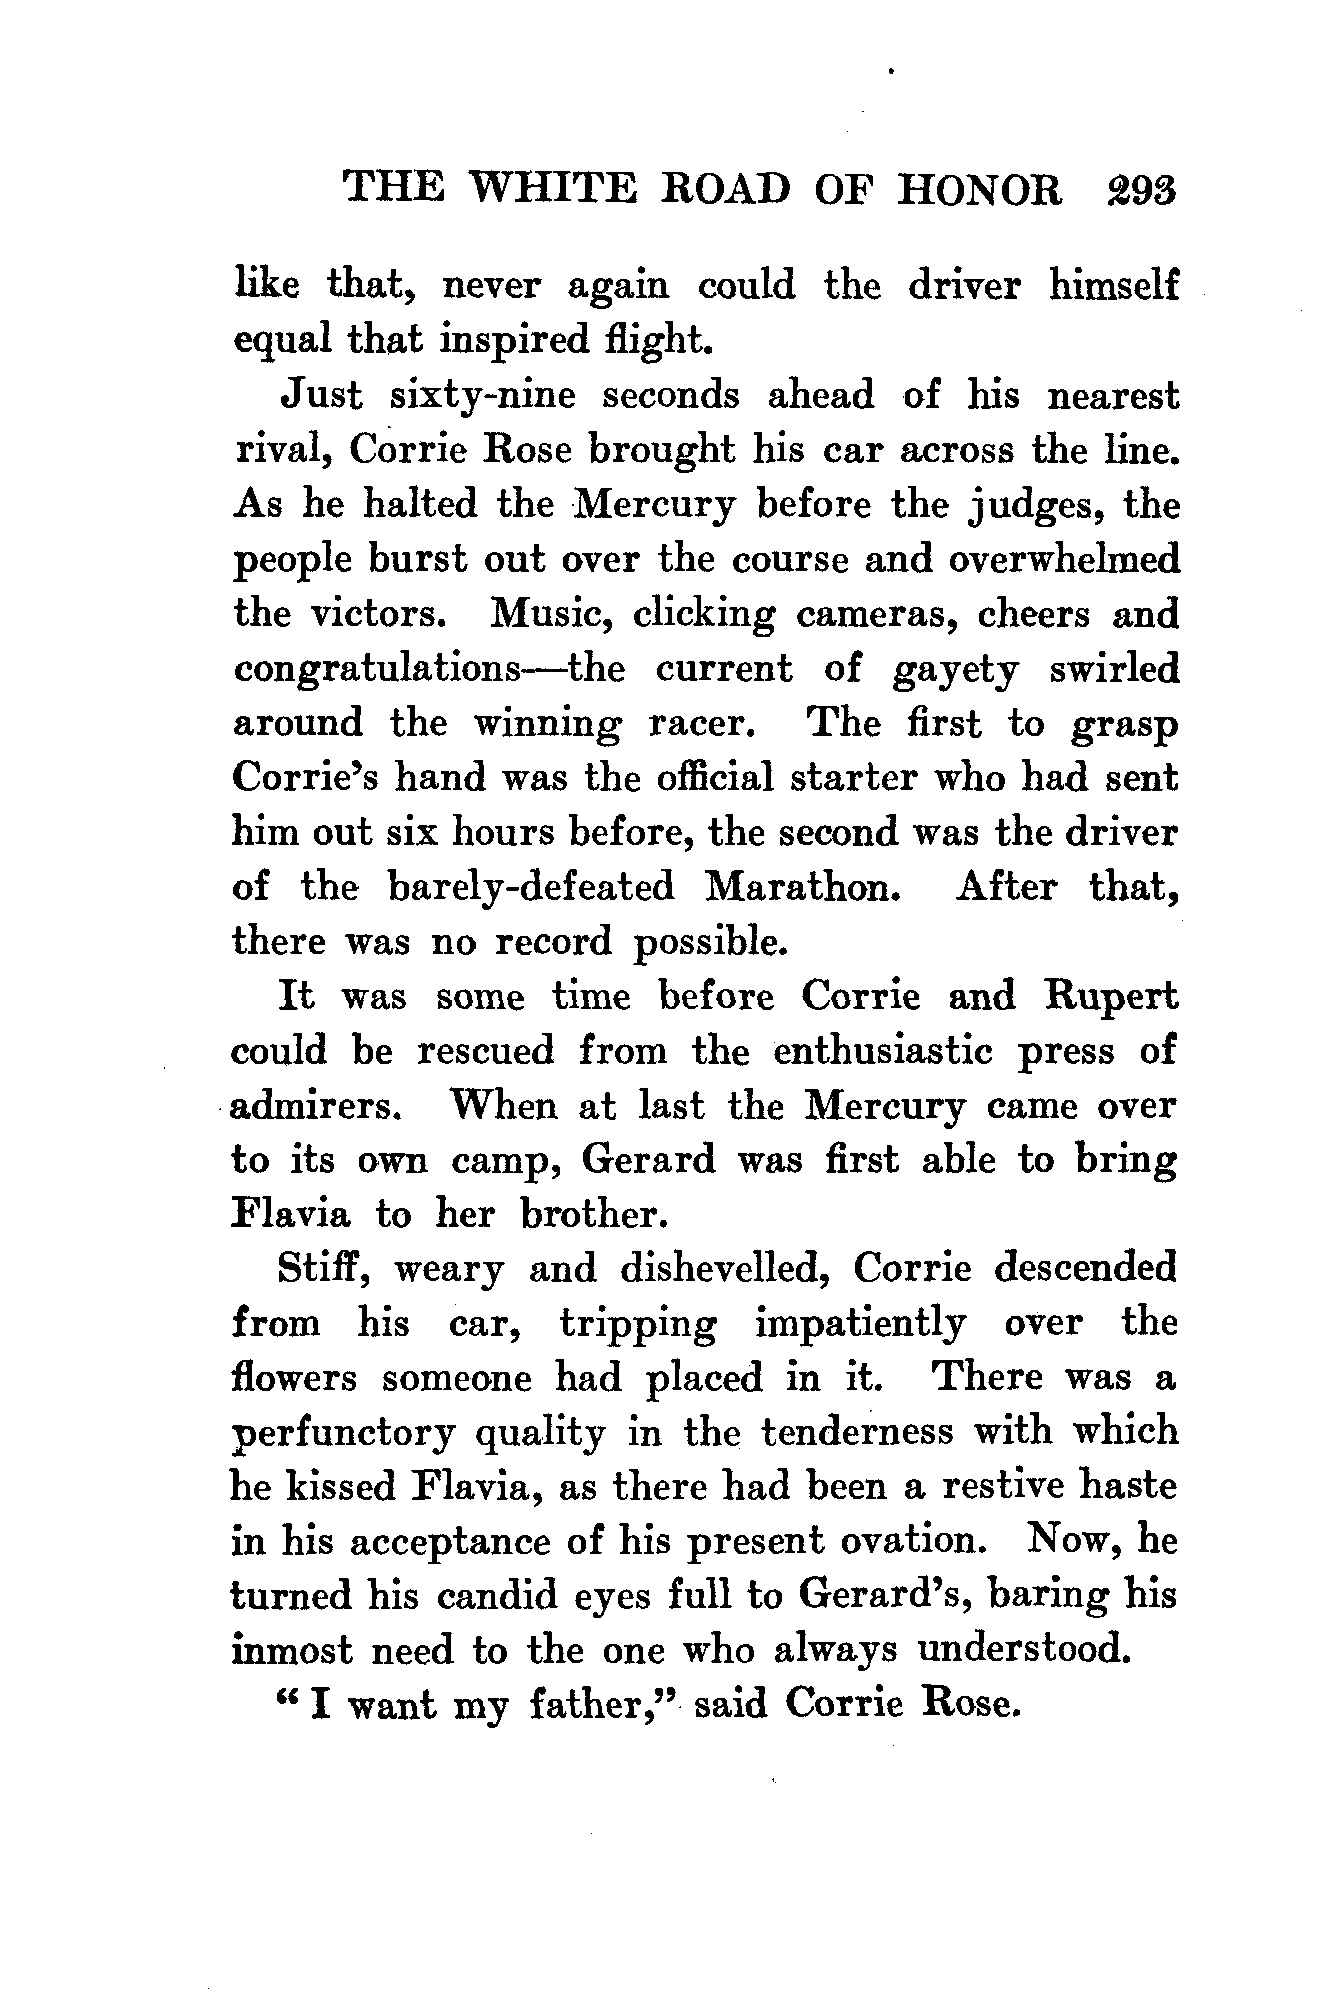 THE WHITE ROAD OF HONOR 293
like that, never again could the driver himself
equal that inspired flight.
Just sixty-nine seconds ahead of his nearest
rival, Corrie Rose brought his car across the line.
As he halted the Mercury before the judges, the
people burst out over the course and overwhelmed
the victors. Music, clicking cameras, cheers and
congratulations—the current of gayety swirled
around the winning racer. The first to grasp
Corrie's hand was the official starter who had sent
him out six hours before, the second was the driver
of the barely-defeated Marathon. After that,
there was no record possible.
It was some time before Corrie and Rupert
could be rescued from the enthusiastic press of
admirers. When at last the Mercury came over
to its own camp, Gerard was first able to bring
Flavia to her brother.
Stiff, weary and dishevelled, Corrie descended
from his car, tripping impatiently over the
flowers someone had placed in it. There was a
perfunctory quality in the tenderness with which
he kissed Flavia, as there had been a restive haste
in his acceptance of his present ovation. Now, he
turned his candid eyes full to Gerard's, baring his
inmost need to the one who always understood.
“ I want my father,” said Corrie Rose.